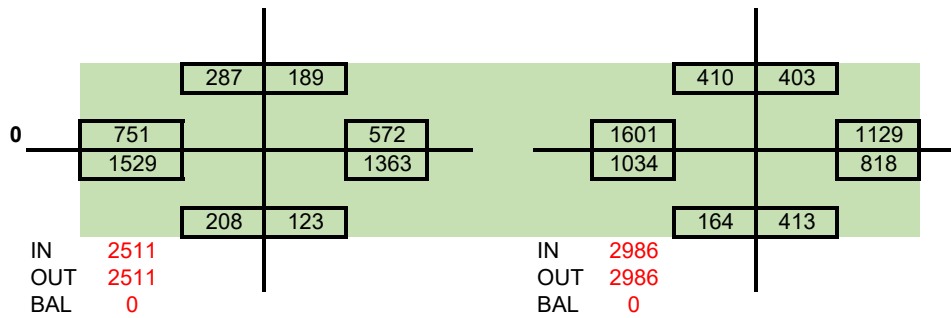 287 189 410 403
0 751 572 1601 1129
1529 1363 1034 818
208 123 164 413
IN 2511 IN 2986
OUT 2511 OUT 2986
BAL 0 BAL 0